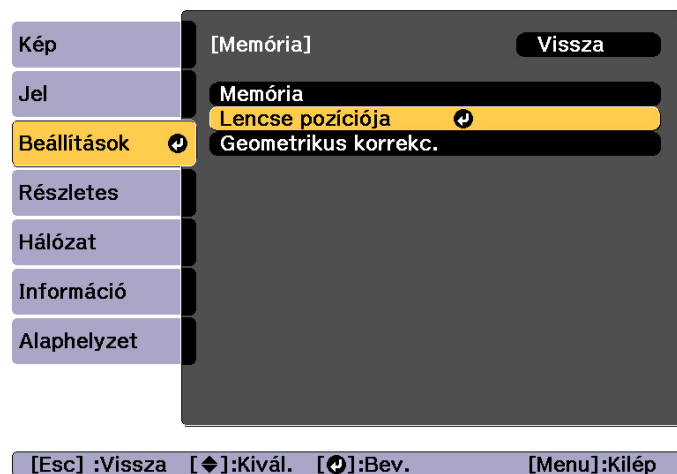 Kép
Jel
Beállítások
Részletes
Hálózat
Információ
Alaphelyzet
[Memória] Vissza
Memória
Lencse pozíciója
Geometrikus korrekc.
[Esc] :Vissza [◆]:Kivál. [↵]:Bev. [Menu]:Kilép